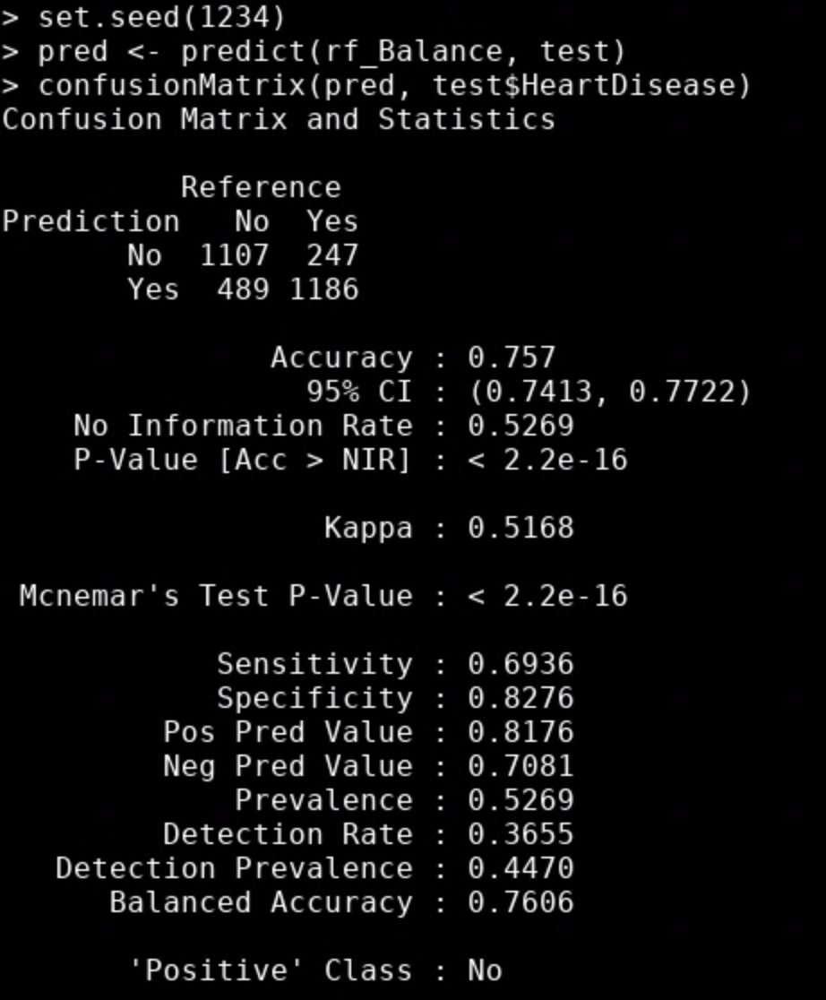 > set.seed(1234)
> pred <- predict(rf_Balance, test)
> confusionMatrix(pred, test$HeartDisease)
Confusion Matrix and Statistics
Reference
Prediction No Yes
No 1107 247
Yes 489 1186
Accuracy : 0.757
95% CI : (0.7413, 0.7722)
No Information Rate : 0.5269
P-Value [Acc > NIR] : < 2.2e-16
Kappa : 0.5168
Mcnemar's Test P-Value : < 2.2e-16
Sensitivity : 0.6936
Specificity : 0.8276
Pos Pred Value : 0.8176
Neg Pred Value : 0.7081
Prevalence : 0.5269
Detection Rate : 0.3655
Detection Prevalence : 0.4470
Balanced Accuracy : 0.7606
'Positive' Class : No